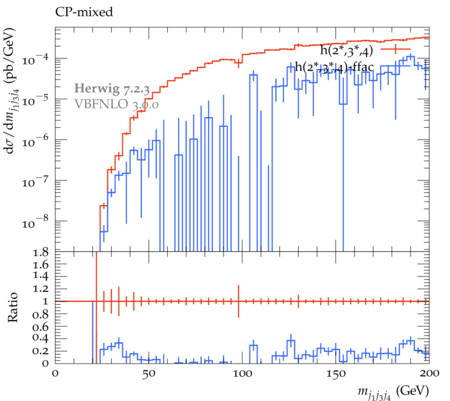 CP-mixed
h(2*,3*,4)
h(2*,3*,4)-ffac
Herwig 7.2.3
VBFNLO 3.0.0
dσ/dm_{j₁j₃j₄} (pb/GeV)
10⁻⁴
10⁻⁵
10⁻⁶
10⁻⁷
10⁻⁸
Ratio
1.8
1.6
1.4
1.2
1
0.8
0.6
0.4
0.2
0
0 50 100 150 200
m_{j₁j₃j₄} (GeV)